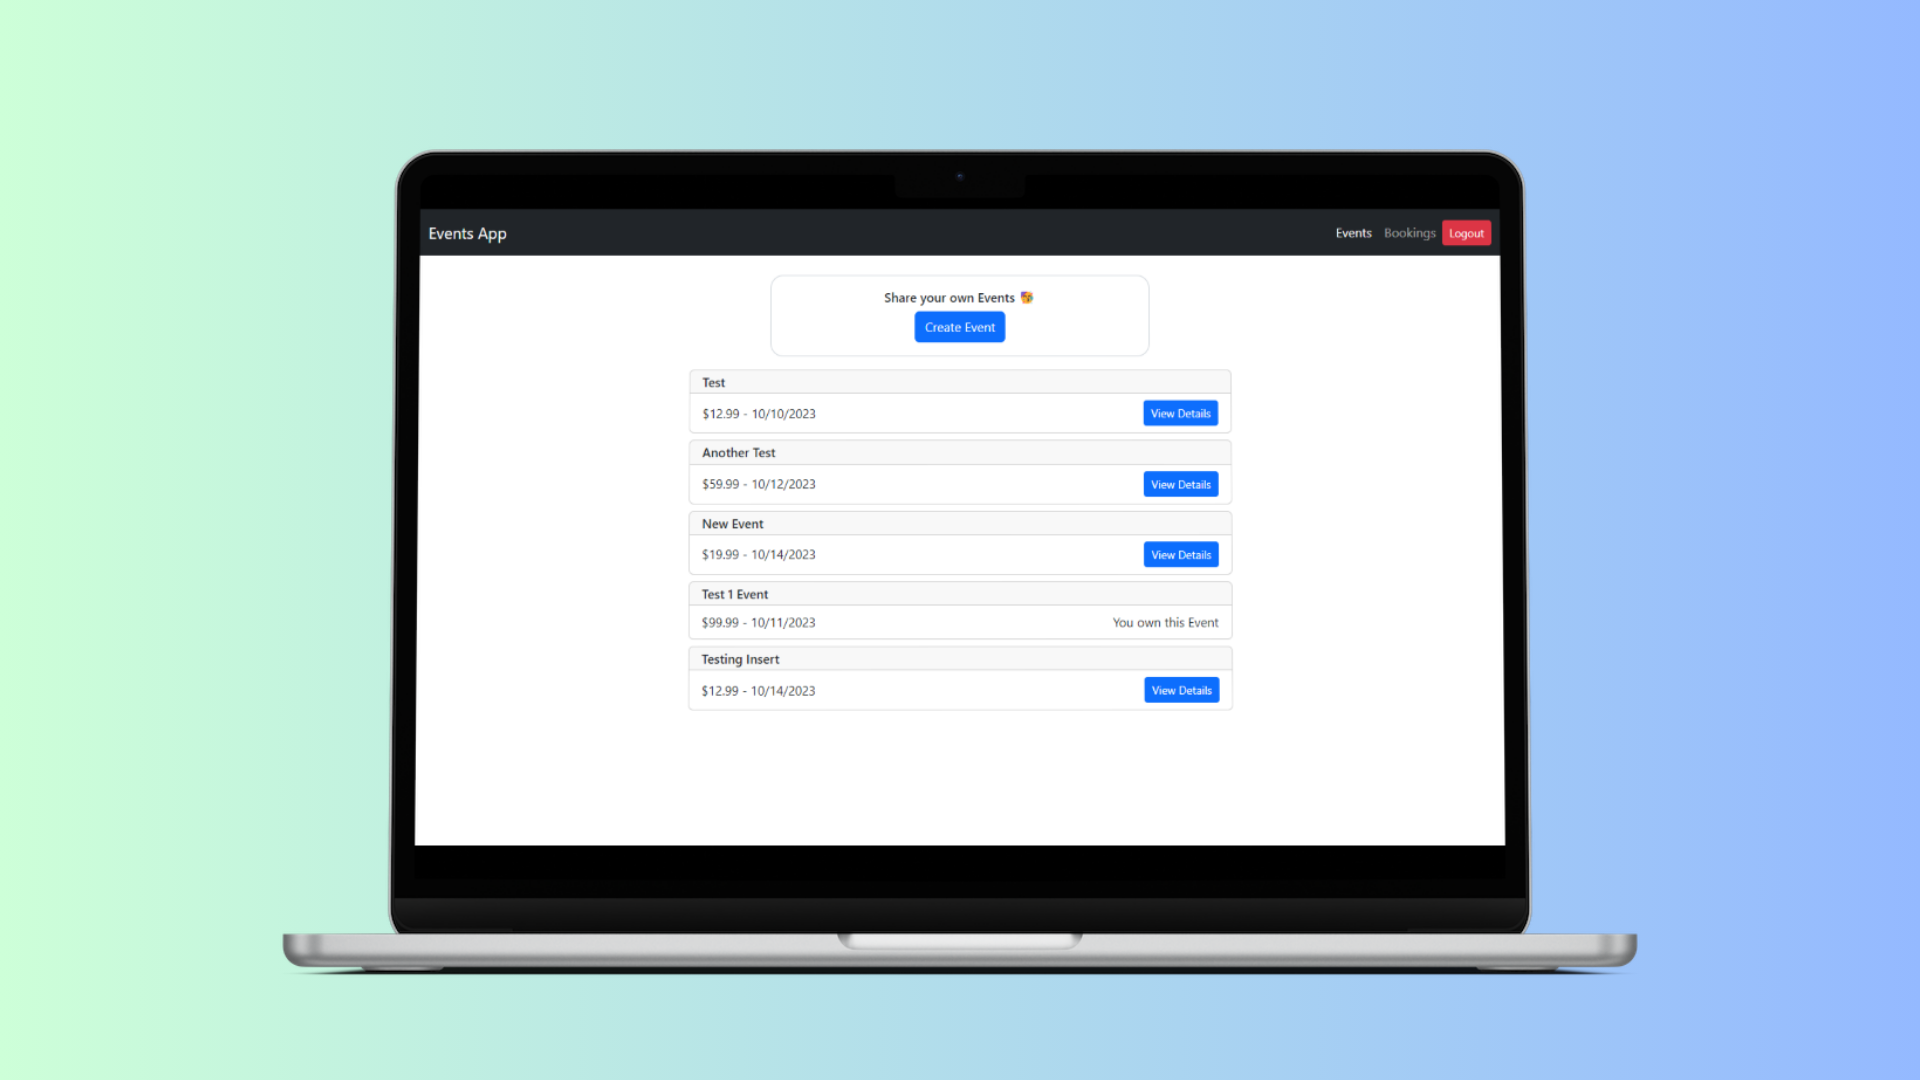 Events App
Events Bookings Logout
Share your own Events
Create Event
Test
$12.99 - 10/10/2023
View Details
Another Test
$59.99 - 10/12/2023
View Details
New Event
$19.99 - 10/14/2023
View Details
Test 1 Event
$99.99 - 10/11/2023
You own this Event
Testing Insert
$12.99 - 10/14/2023
View Details